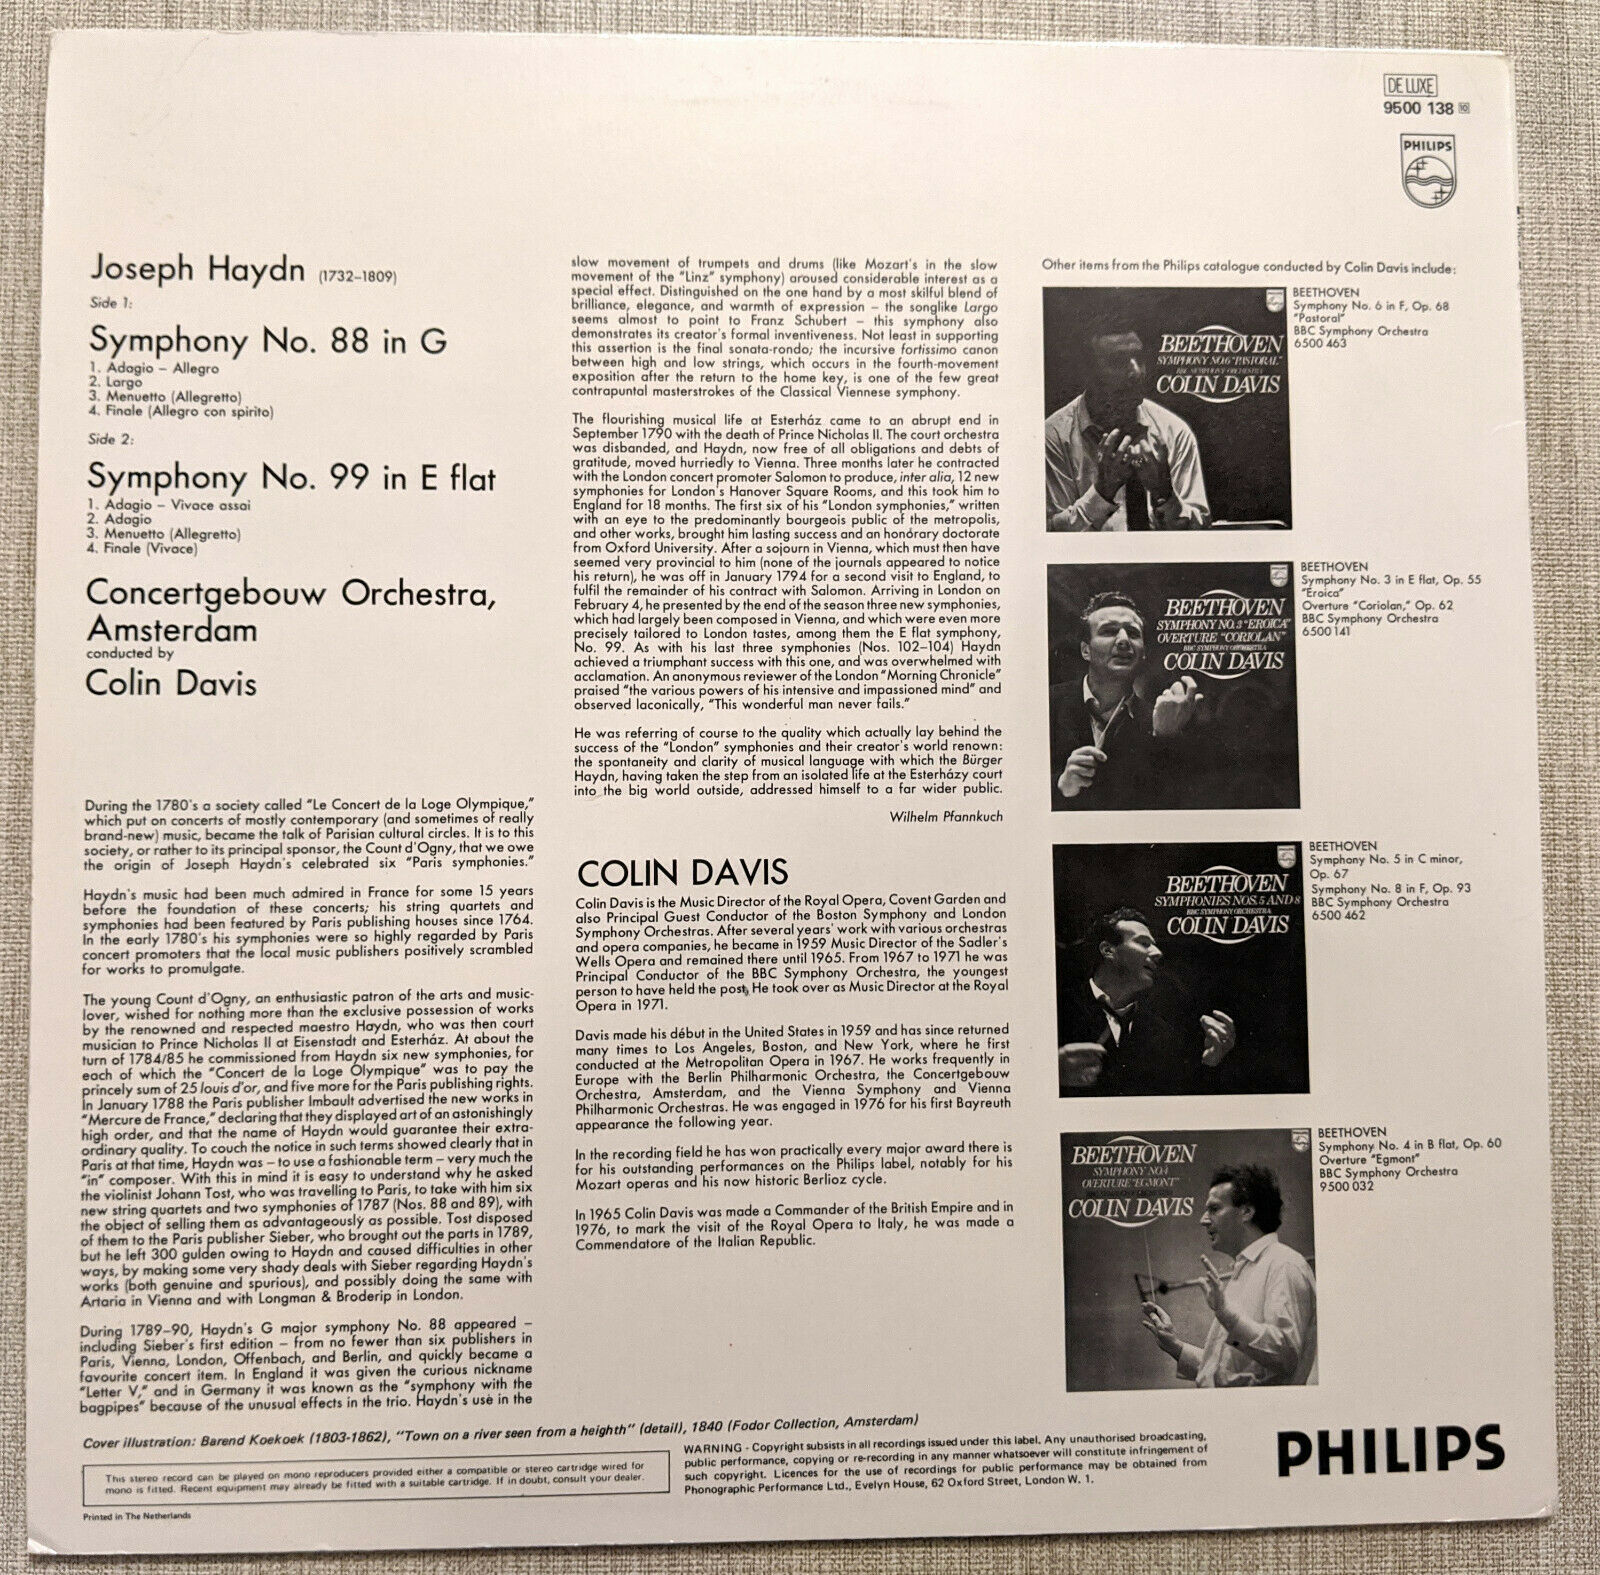 DE LUXE
9500 138 10
PHILIPS
Joseph Haydn (1732–1809)
Side 1:
Symphony No. 88 in G
1. Adagio – Allegro
2. Largo
3. Menuetto (Allegretto)
4. Finale (Allegro con spirito)
Side 2:
Symphony No. 99 in E flat
1. Adagio – Vivace assai
2. Adagio
3. Menuetto (Allegretto)
4. Finale (Vivace)
Concertgebouw Orchestra,
Amsterdam
conducted by
Colin Davis
During the 1780's a society called "Le Concert de la Loge Olympique,"
which put on concerts of mostly contemporary (and sometimes of really
brand-new) music, became the talk of Parisian cultural circles. It is to this
society, or rather to its principal sponsor, the Count d'Ogny, that we owe
the origin of Joseph Haydn's celebrated six "Paris symphonies."
Haydn's music had been much admired in France for some 15 years
before the foundation of these concerts; his string quartets and
symphonies had been featured by Paris publishing houses since 1764.
In the early 1780's his symphonies were so highly regarded by Paris
concert promoters that the local music publishers positively scrambled
for works to promulgate.
The young Count d'Ogny, an enthusiastic patron of the arts and music-
lover, wished for nothing more than the exclusive possession of works
by the renowned and respected maestro Haydn, who was then court
musician to Prince Nicholas II at Eisenstadt and Esterház. At about the
turn of 1784/85 he commissioned from Haydn six new symphonies, for
each of which the "Concert de la Loge Olympique" was to pay the
princely sum of 25 louis d'or, and five more for the Paris publishing rights.
In January 1788 the Paris publisher Imbault advertised the new works in
"Mercure de France," declaring that they displayed art of an astonishingly
high order, and that the name of Haydn would guarantee their extra-
ordinary quality. To couch the notice in such terms showed clearly that in
Paris at that time, Haydn was – to use a fashionable term – very much the
"in" composer. With this in mind it is easy to understand why he asked
the violinist Johann Tost, who was travelling to Paris, to take with him six
new string quartets and two symphonies of 1787 (Nos. 88 and 89), with
the object of selling them as advantageously as possible. Tost disposed
of them to the Paris publisher Sieber, who brought out the parts in 1789,
but he left 300 gulden owing to Haydn and caused difficulties in other
ways, by making some very shady deals with Sieber regarding Haydn's
works (both genuine and spurious), and possibly doing the same with
Artaria in Vienna and with Longman & Broderip in London.
During 1789–90, Haydn's G major symphony No. 88 appeared –
including Sieber's first edition – from no fewer than six publishers in
Paris, Vienna, London, Offenbach, and Berlin, and quickly became a
favourite concert item. In England it was given the curious nickname
"Letter V," and in Germany it was known as the "symphony with the
bagpipes" because of the unusual effects in the trio. Haydn's use in the
slow movement of trumpets and drums (like Mozart's in the slow
movement of the "Linz" symphony) aroused considerable interest as a
special effect. Distinguished on the one hand by a most skilful blend of
brilliance, elegance, and warmth of expression – the songlike Largo
seems almost to point to Franz Schubert – this symphony also
demonstrates its creator's formal inventiveness. Not least in supporting
this assertion is the final sonata-rondo; the incursive fortissimo canon
between high and low strings, which occurs in the fourth-movement
exposition after the return to the home key, is one of the few great
contrapuntal masterstrokes of the Classical Viennese symphony.
The flourishing musical life at Esterház came to an abrupt end in
September 1790 with the death of Prince Nicholas II. The court orchestra
was disbanded, and Haydn, now free of all obligations and debts of
gratitude, moved hurriedly to Vienna. Three months later he contracted
with the London concert promoter Salomon to produce, inter alia, 12 new
symphonies for London's Hanover Square Rooms, and this took him to
England for 18 months. The first six of his "London symphonies," written
with an eye to the predominantly bourgeois public of the metropolis,
and other works, brought him lasting success and an honorary doctorate
from Oxford University. After a sojourn in Vienna, which must then have
seemed very provincial to him (none of the journals appeared to notice
his return), he was off in January 1794 for a second visit to England, to
fulfil the remainder of his contract with Salomon. Arriving in London on
February 4, he presented by the end of the season three new symphonies,
which had largely been composed in Vienna, and which were even more
precisely tailored to London tastes, among them the E flat symphony,
No. 99. As with his last three symphonies (Nos. 102–104) Haydn
achieved a triumphant success with this one, and was overwhelmed with
acclamation. An anonymous reviewer of the London "Morning Chronicle"
praised "the various powers of his intensive and impassioned mind" and
observed laconically, "This wonderful man never fails."
He was referring of course to the quality which actually lay behind the
success of the "London" symphonies and their creator's world renown:
the spontaneity and clarity of musical language with which the Bürger
Haydn, having taken the step from an isolated life at the Esterházy court
into the big world outside, addressed himself to a far wider public.
Wilhelm Pfannkuch
COLIN DAVIS
Colin Davis is the Music Director of the Royal Opera, Covent Garden and
also Principal Guest Conductor of the Boston Symphony and London
Symphony Orchestras. After several years' work with various orchestras
and opera companies, he became in 1959 Music Director of the Sadler's
Wells Opera and remained there until 1965. From 1967 to 1971 he was
Principal Conductor of the BBC Symphony Orchestra, the youngest
person to have held the post. He took over as Music Director at the Royal
Opera in 1971.
Davis made his début in the United States in 1959 and has since returned
many times to Los Angeles, Boston, and New York, where he first
conducted at the Metropolitan Opera in 1967. He works frequently in
Europe with the Berlin Philharmonic Orchestra, the Concertgebouw
Orchestra, Amsterdam, and the Vienna Symphony and Vienna
Philharmonic Orchestras. He was engaged in 1976 for his first Bayreuth
appearance the following year.
In the recording field he has won practically every major award there is
for his outstanding performances on the Philips label, notably for his
Mozart operas and his now historic Berlioz cycle.
In 1965 Colin Davis was made a Commander of the British Empire and in
1976, to mark the visit of the Royal Opera to Italy, he was made a
Commendatore of the Italian Republic.
Other items from the Philips catalogue conducted by Colin Davis include:
BEETHOVEN
SYMPHONY NO.6 "PASTORAL"
BBC SYMPHONY ORCHESTRA
COLIN DAVIS
BEETHOVEN
Symphony No. 6 in F, Op. 68
"Pastoral"
BBC Symphony Orchestra
6500 463
BEETHOVEN
SYMPHONY NO.3 "EROICA"
OVERTURE "CORIOLAN"
BBC SYMPHONY ORCHESTRA
COLIN DAVIS
BEETHOVEN
Symphony No. 3 in E flat, Op. 55
"Eroica"
Overture "Coriolan," Op. 62
BBC Symphony Orchestra
6500 141
BEETHOVEN
SYMPHONIES NOS. 5 AND 8
BBC SYMPHONY ORCHESTRA
COLIN DAVIS
BEETHOVEN
Symphony No. 5 in C minor,
Op. 67
Symphony No. 8 in F, Op. 93
BBC Symphony Orchestra
6500 462
BEETHOVEN
SYMPHONY NO.4
OVERTURE "EGMONT"
COLIN DAVIS
BEETHOVEN
Symphony No. 4 in B flat, Op. 60
Overture "Egmont"
BBC Symphony Orchestra
9500 032
Cover illustration: Barend Koekoek (1803-1862), "Town on a river seen from a heighth" (detail), 1840 (Fodor Collection, Amsterdam)
This stereo record can be played on mono reproducers provided either a compatible or stereo cartridge wired for
mono is fitted. Recent equipment may already be fitted with a suitable cartridge. If in doubt, consult your dealer.
Printed in The Netherlands
WARNING - Copyright subsists in all recordings issued under this label. Any unauthorised broadcasting,
public performance, copying or re-recording in any manner whatsoever will constitute infringement of
such copyright. Licences for the use of recordings for public performance may be obtained from
Phonographic Performance Ltd., Evelyn House, 62 Oxford Street, London W. 1.
PHILIPS